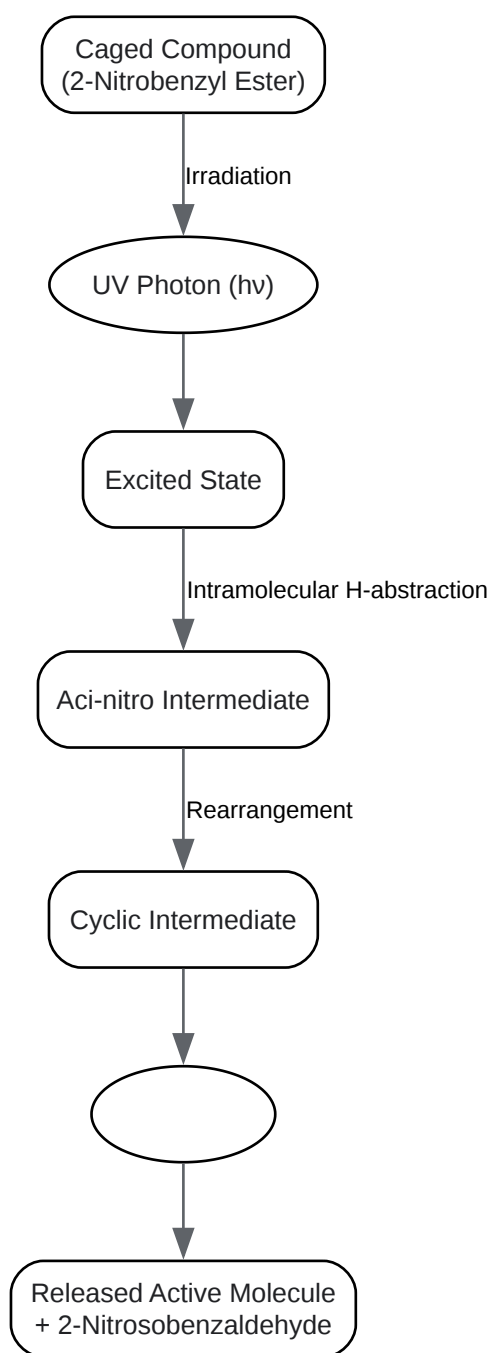 Caged Compound
(2-Nitrobenzyl Ester)
Irradiation
UV Photon (hν)
Excited State
Intramolecular H-abstraction
Aci-nitro Intermediate
Rearrangement
Cyclic Intermediate
Released Active Molecule
+ 2-Nitrosobenzaldehyde